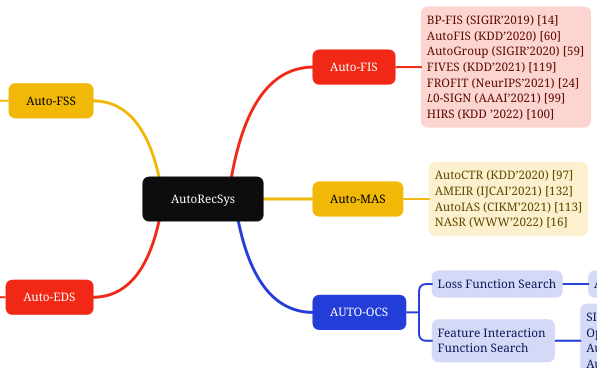 BP-FIS (SIGIR'2019) [14]
AutoFIS (KDD'2020) [60]
AutoGroup (SIGIR'2020) [59]
FIVES (KDD'2021) [119]
FROFIT (NeurIPS'2021) [24]
L0-SIGN (AAAI'2021) [99]
HIRS (KDD '2022) [100]
Auto-FIS
Auto-FSS
AutoRecSys
Auto-MAS
AutoCTR (KDD'2020) [97]
AMEIR (IJCAI'2021) [132]
AutoIAS (CIKM'2021) [113]
NASR (WWW'2022) [16]
Auto-EDS
AUTO-OCS
Loss Function Search
Feature Interaction
Function Search